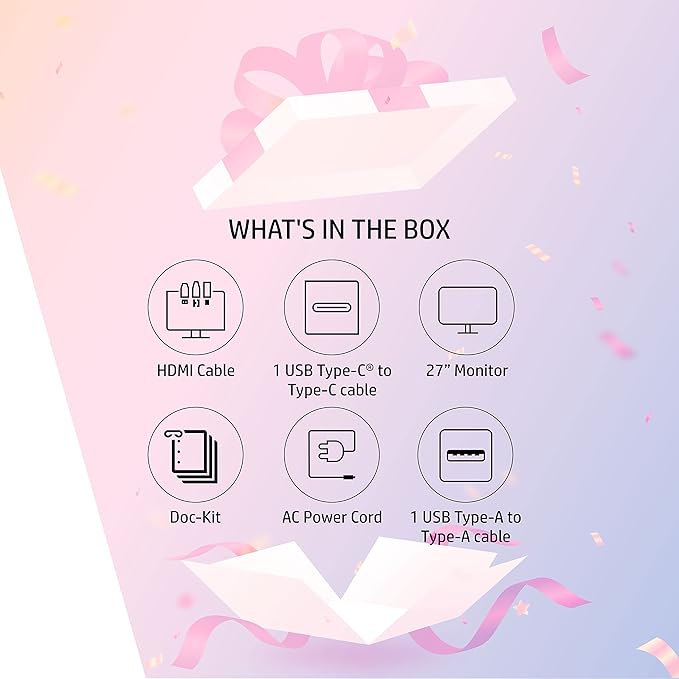 WHAT'S IN THE BOX
HDMI Cable
1 USB Type-C® to
Type-C cable
27” Monitor
Doc-Kit
AC Power Cord
1 USB Type-A to
Type-A cable